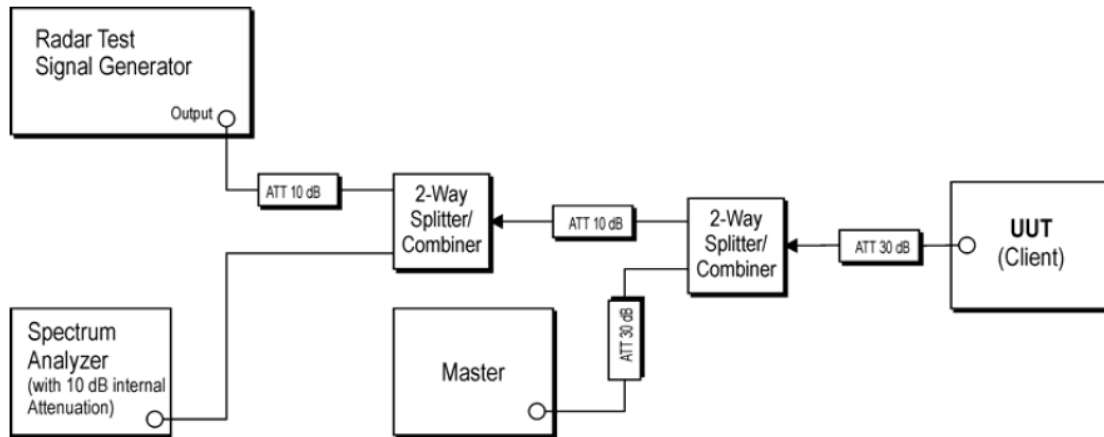 Radar Test
Signal Generator
Output
ATT 10 dB
2-Way
Splitter/
Combiner
ATT 10 dB
2-Way
Splitter/
Combiner
ATT 30 dB
UUT
(Client)
Spectrum
Analyzer
(with 10 dB internal
Attenuation)
Master
ATT 30 dB